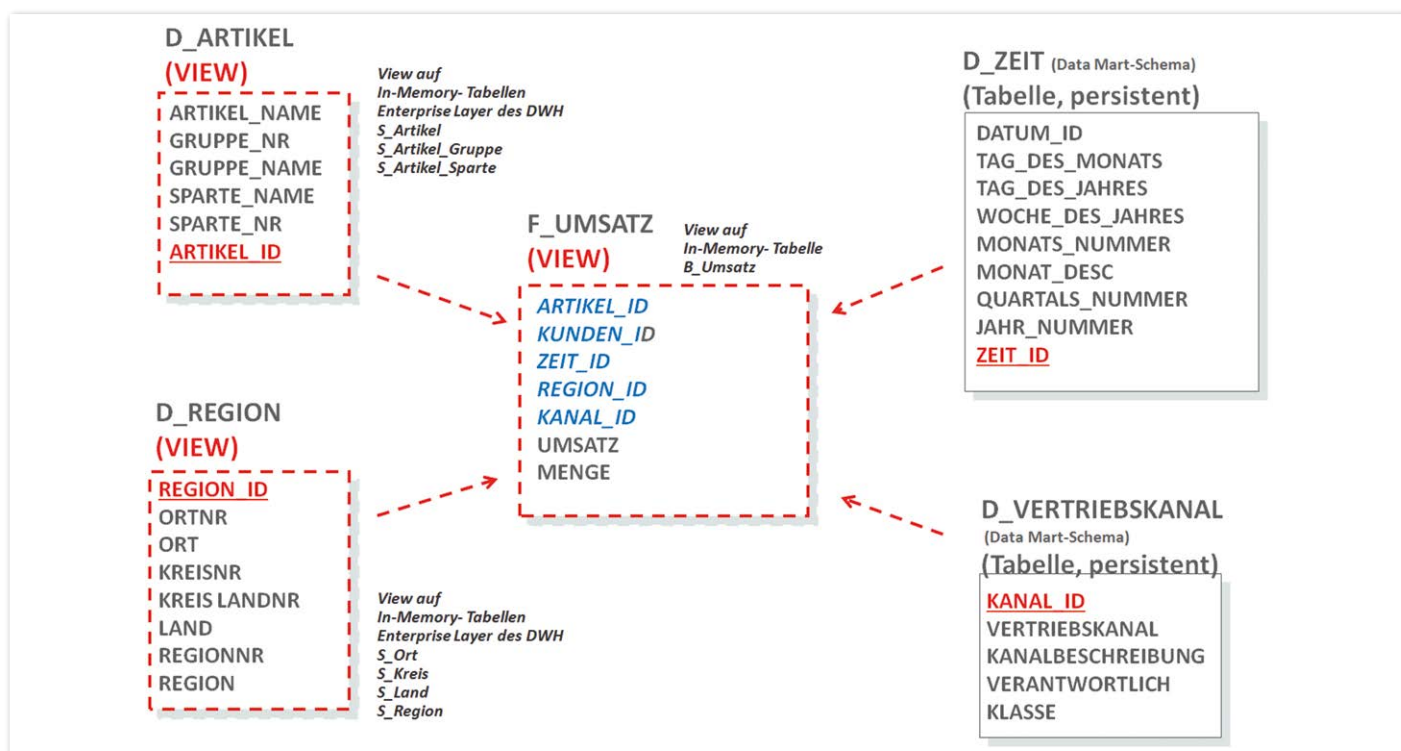 D_ARTIKEL
(VIEW)
ARTIKEL_NAME
GRUPPE_NR
GRUPPE_NAME
SPARTE_NAME
SPARTE_NR
ARTIKEL_ID
View auf
In-Memory- Tabellen
Enterprise Layer des DWH
S_Artikel
S_Artikel_Gruppe
S_Artikel_Sparte
D_ZEIT (Data Mart-Schema)
(Tabelle, persistent)
DATUM_ID
TAG_DES_MONATS
TAG_DES_JAHRES
WOCHE_DES_JAHRES
MONATS_NUMMER
MONAT_DESC
QUARTALS_NUMMER
JAHR_NUMMER
ZEIT_ID
F_UMSATZ
(VIEW)
View auf
In-Memory- Tabelle
B_Umsatz
ARTIKEL_ID
KUNDEN_ID
ZEIT_ID
REGION_ID
KANAL_ID
UMSATZ
MENGE
D_REGION
(VIEW)
REGION_ID
ORTNR
ORT
KREISNR
KREIS LANDNR
LAND
REGIONNR
REGION
View auf
In-Memory- Tabellen
Enterprise Layer des DWH
S_Ort
S_Kreis
S_Land
S_Region
D_VERTRIEBSKANAL
(Data Mart-Schema)
(Tabelle, persistent)
KANAL_ID
VERTRIEBSKANAL
KANALBESCHREIBUNG
VERANTWORTLICH
KLASSE